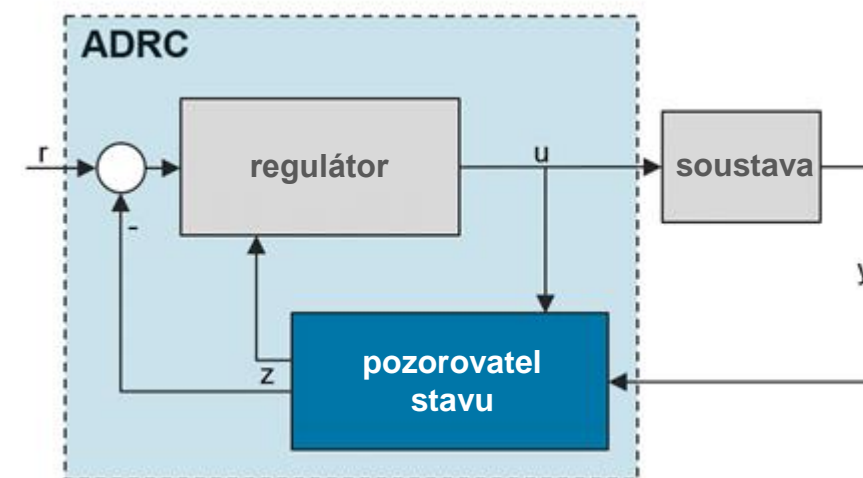 ADRC
r
regulátor
u
soustava
-
y
z
pozorovatel
stavu